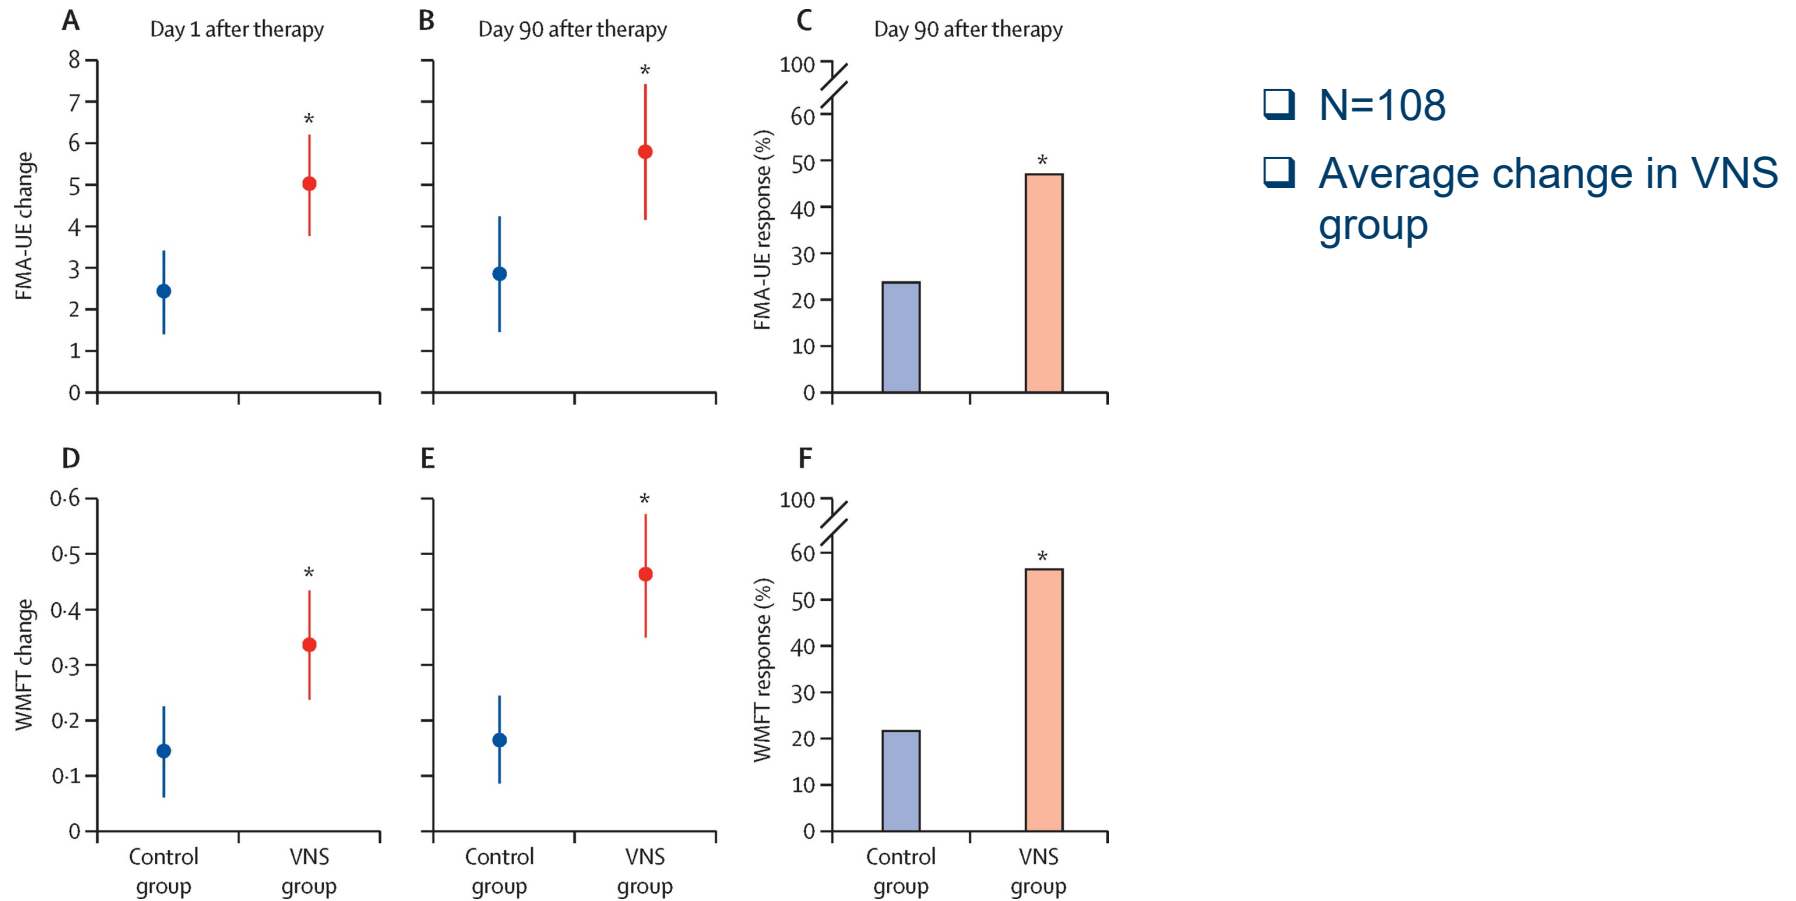 A Day 1 after therapy
B Day 90 after therapy
C Day 90 after therapy
FMA-UE change
8
7
6
5
4
3
2
1
0
*
*
FMA-UE response (%)
100
60
50
40
30
20
10
0
*
D
E
F
WMFT change
0·6
0·5
0·4
0·3
0·2
0·1
0
*
*
WMFT response (%)
100
60
50
40
30
20
10
0
*
Control group
VNS group
Control group
VNS group
Control group
VNS group
N=108
Average change in VNS
group